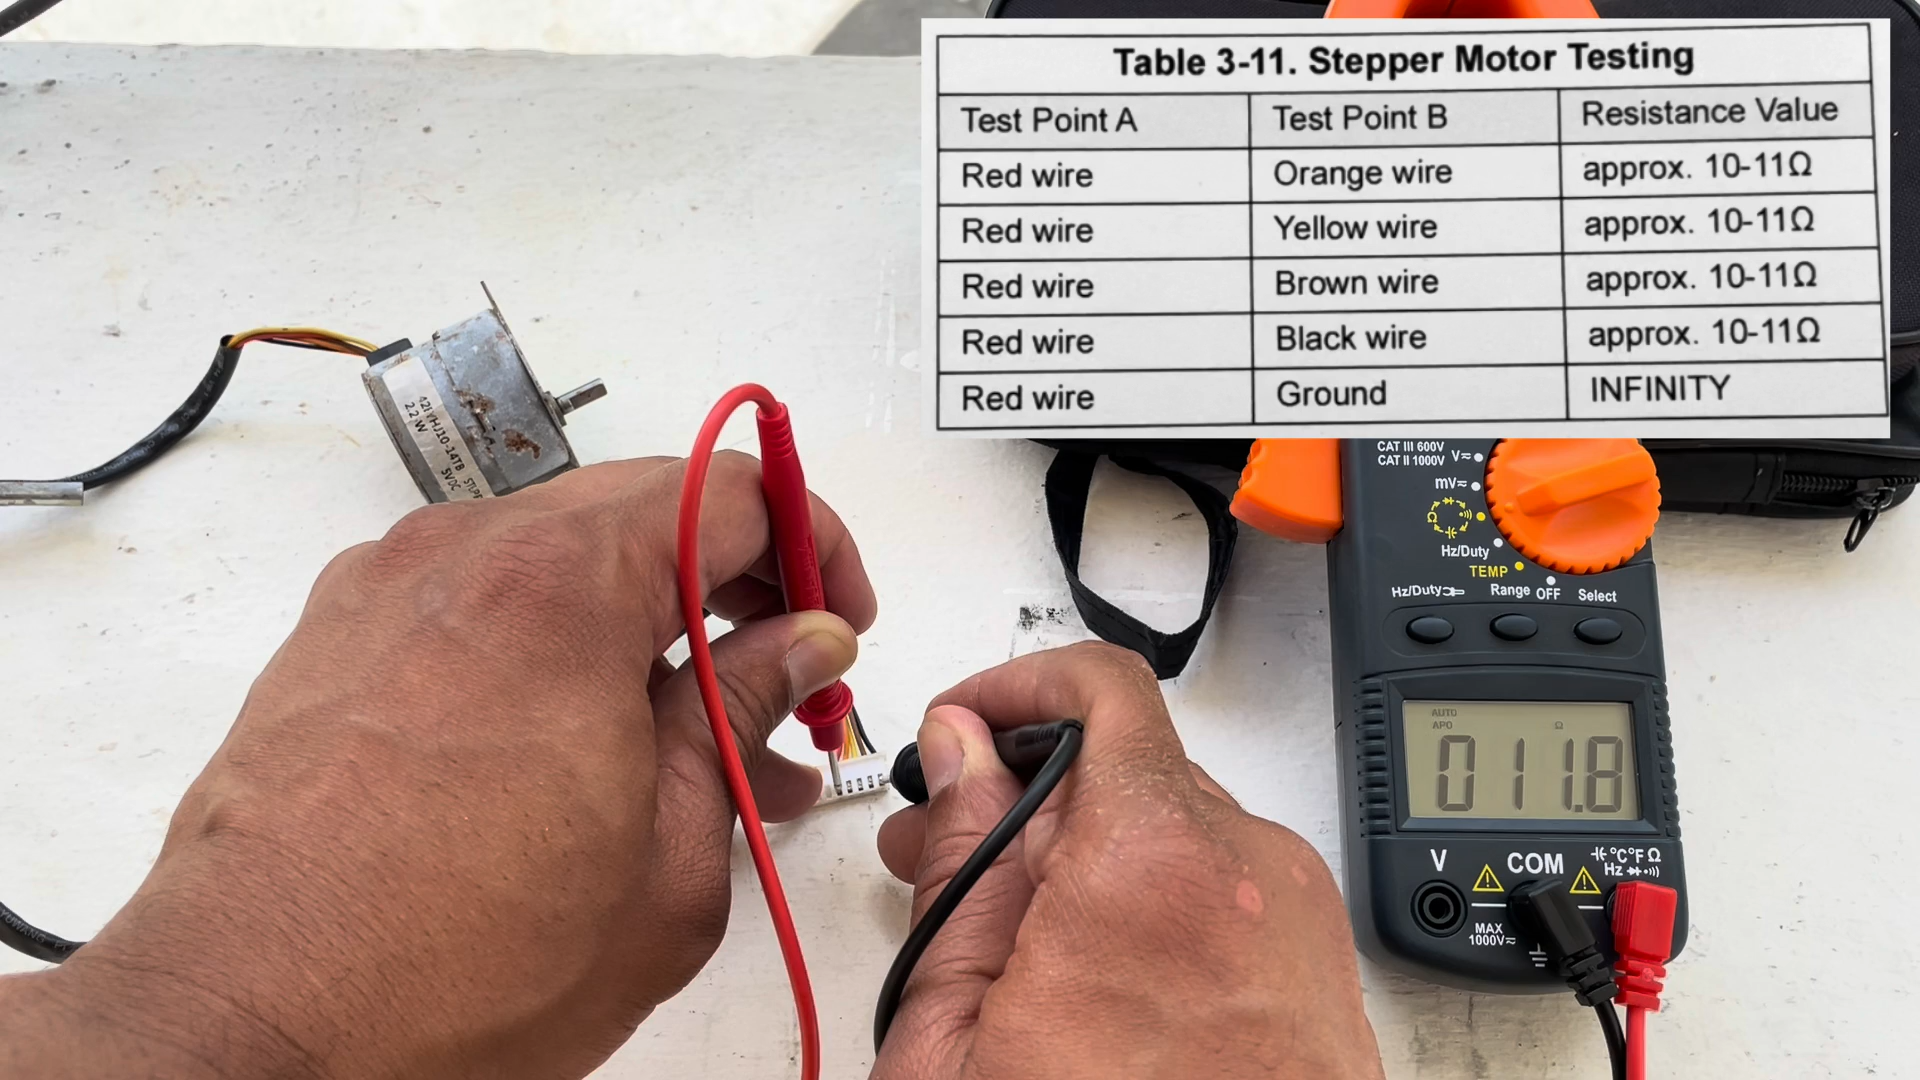 Table 3-11. Stepper Motor Testing
Test Point A Test Point B Resistance Value
Red wire Orange wire approx. 10-11Ω
Red wire Yellow wire approx. 10-11Ω
Red wire Brown wire approx. 10-11Ω
Red wire Black wire approx. 10-11Ω
Red wire Ground INFINITY
CAT III 600V
CAT II 1000V V
mV
Ω
Hz/Duty
TEMP
Hz/Duty Range OFF Select
AUTO
APO Ω
011.8
V COM °C°F Ω
Hz
MAX
1000V
5VDC
2.2 W